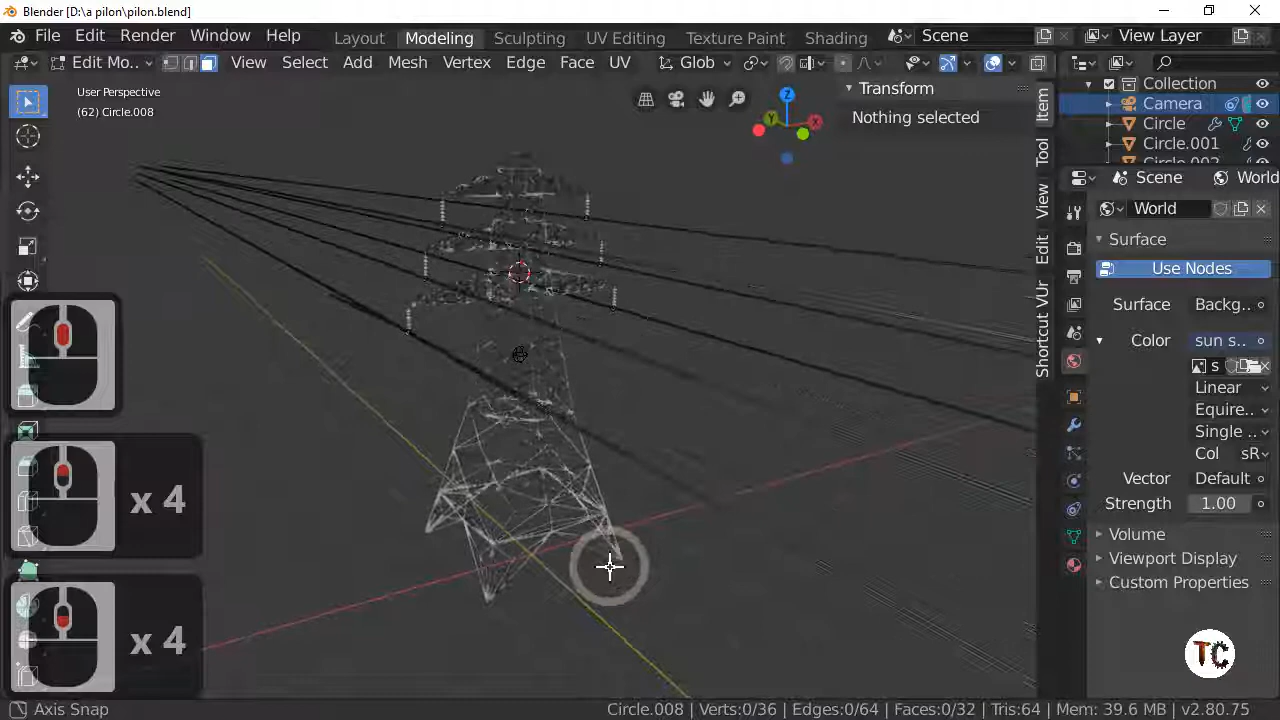 Blender [D:\a pilon\pilon.blend]
File Edit Render Window Help Layout Modeling Sculpting UV Editing Texture Paint Shading Scene View Layer
Edit Mo.. View Select Add Mesh Vertex Edge Face UV Glob
User Perspective
(62) Circle.008
Z
Y
X
Transform
Nothing selected
Item
Tool
View
Edit
Shortcut VUr
Collection
Camera
Circle
Circle.001
Scene World
World
Surface
Use Nodes
Surface Backg..
Color sun s..
s
Linear
Equire..
Single ..
Col sR
Vector Default
Strength 1.00
Volume
Viewport Display
Custom Properties
x 4
x 4
TC
Axis Snap
Circle.008 | Verts:0/36 | Edges:0/64 | Faces:0/32 | Tris:64 | Mem: 39.6 MB | v2.80.75